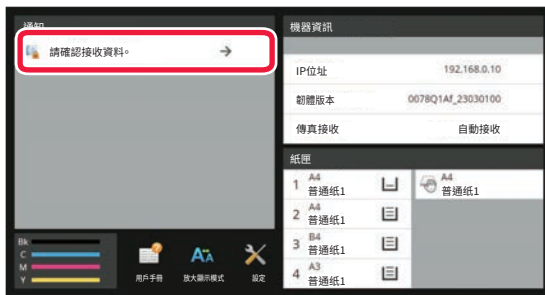 通知
請確認接收資料。
Bk
C
M
Y
用戶手冊
AA
放大顯示模式
設定
機器資訊
IP位址 192.168.0.10
韌體版本 0078Q1Af_23030100
傳真接收 自動接收
紙匣
1 A4
普通紙1
2 A4
普通紙1
3 B4
普通紙1
4 A3
普通紙1
A4
普通紙1